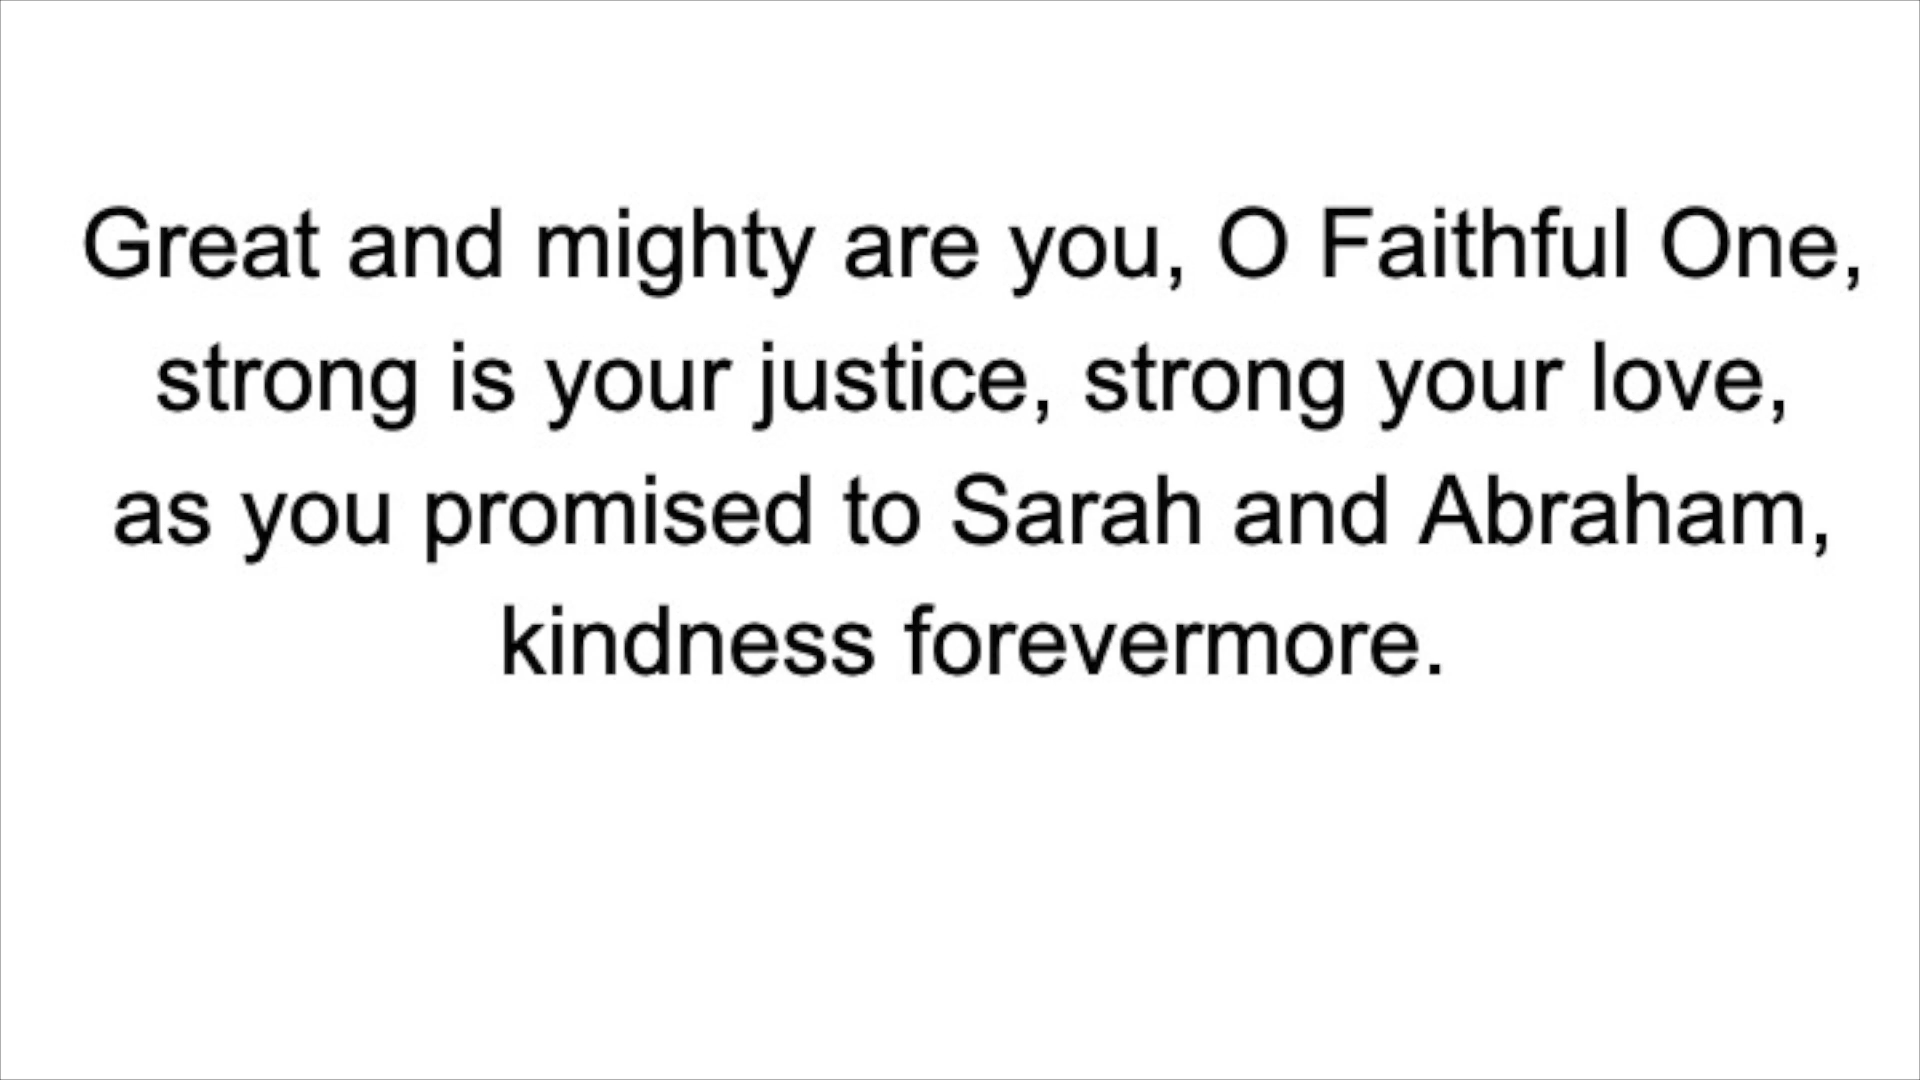 Great and mighty are you, O Faithful One,
strong is your justice, strong your love,
as you promised to Sarah and Abraham,
kindness forevermore.